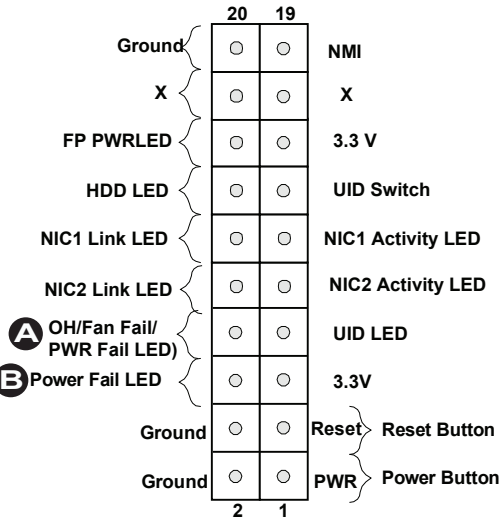 20 19
Ground NMI
X X
FP PWRLED 3.3 V
HDD LED UID Switch
NIC1 Link LED NIC1 Activity LED
NIC2 Link LED NIC2 Activity LED
A OH/Fan Fail/
PWR Fail LED) UID LED
B Power Fail LED 3.3V
Ground Reset Reset Button
Ground PWR Power Button
2 1